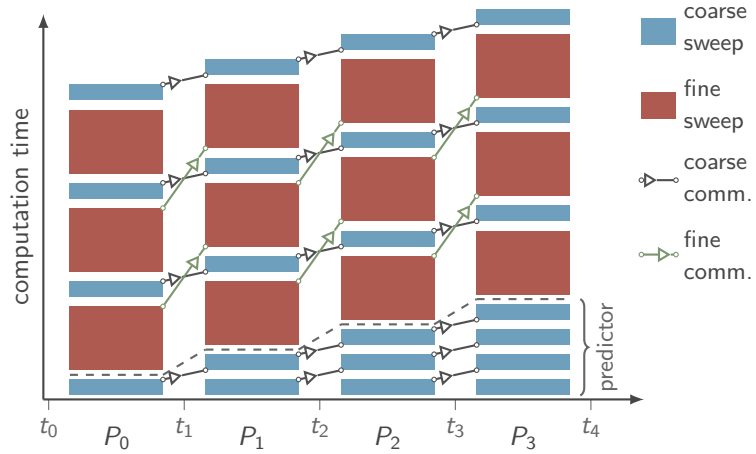 coarse
sweep
fine
sweep
coarse
comm.
fine
comm.
computation time
predictor
t0 P0 t1 P1 t2 P2 t3 P3 t4